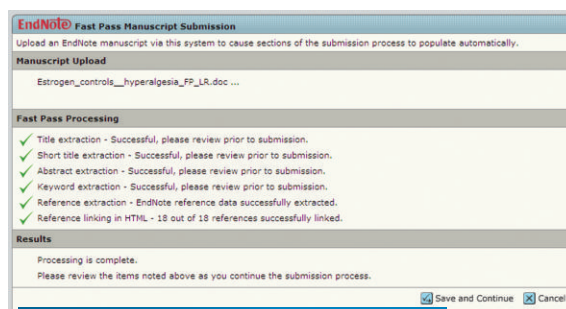 EndNote Fast Pass Manuscript Submission
Upload an EndNote manuscript via this system to cause sections of the submission process to populate automatically.
Manuscript Upload
Estrogen_controls__hyperalgesia_FP_LR.doc ...
Fast Pass Processing
Title extraction - Successful, please review prior to submission.
Short title extraction - Successful, please review prior to submission.
Abstract extraction - Successful, please review prior to submission.
Keyword extraction - Successful, please review prior to submission.
Reference extraction - EndNote reference data successfully extracted.
Reference linking in HTML - 18 out of 18 references successfully linked.
Results
Processing is complete.
Please review the items noted above as you continue the submission process.
Save and Continue Cancel